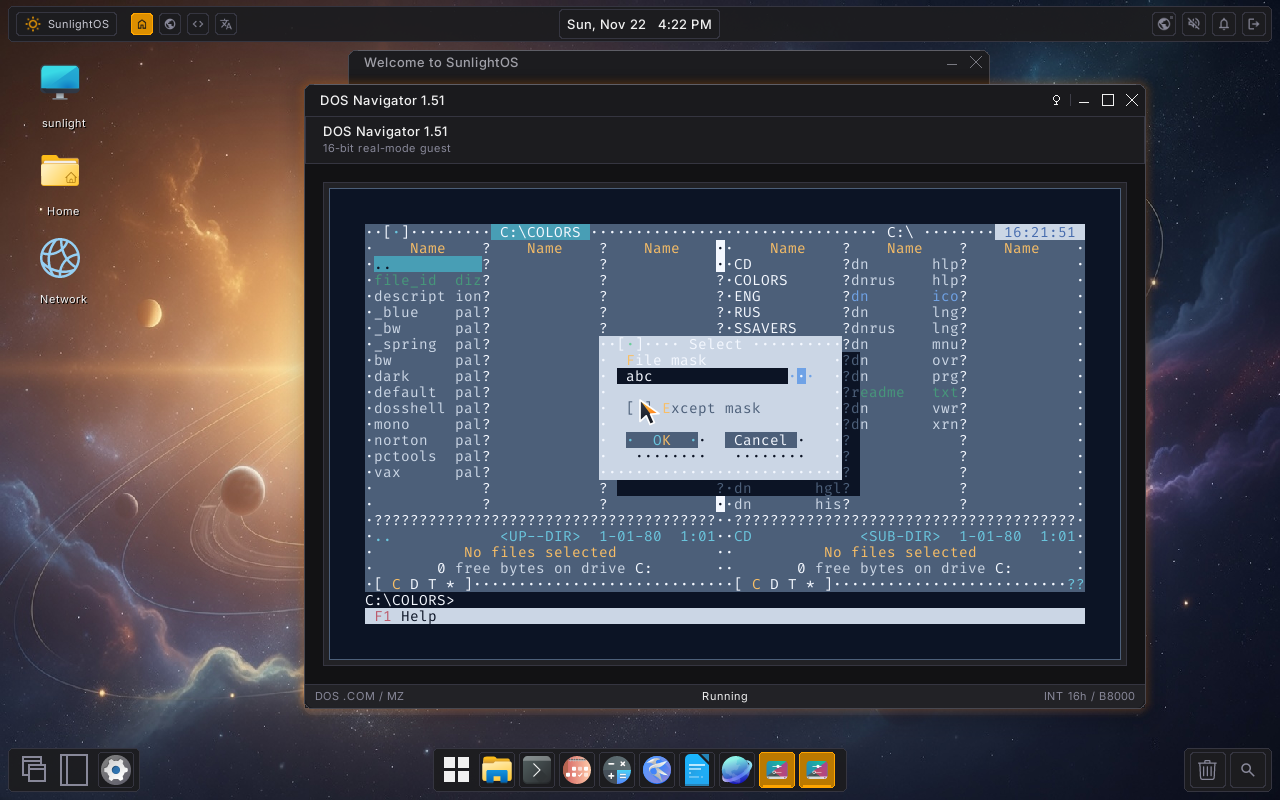 SunlightOS
Sun, Nov 22 4:22 PM
Welcome to SunlightOS
DOS Navigator 1.51
DOS Navigator 1.51
16-bit real-mode guest
sunlight
Home
Network
··[·]········· C:\COLORS ································· C:\ ········ 16:21:51
Name ? Name ? Name Name ? Name ? Name
.. ? ? CD ?dn hlp?
file_id diz? ? ?·COLORS ?dnrus hlp?
descript ion? ? ?·ENG ?dn ico?
_blue pal? ? ?·RUS ?dn lng?
_bw pal? ? ?·SSAVERS ?dnrus lng?
_spring pal? [·] Select ?dn mnu?
bw pal? File mask ?dn ovr?
dark pal? abc ?dn prg?
default pal? ?readme txt?
dosshell pal? [ ] Except mask ?dn vwr?
mono pal? ?dn xrn?
norton pal? OK Cancel ? ?
pctools pal? ? ?
vax pal? ? ?
? ? ?·dn hgl? ?
? ? dn his? ?
·??????????????????????????????????????··??????????????????????????????????????·
.. <UP--DIR> 1-01-80 1:01··CD <SUB-DIR> 1-01-80 1:01·
No files selected No files selected
0 free bytes on drive C: 0 free bytes on drive C:
·[ C D T * ]·····························[ C D T * ]··························??
C:\COLORS>
F1 Help
DOS .COM / MZ
Running
INT 16h / B8000